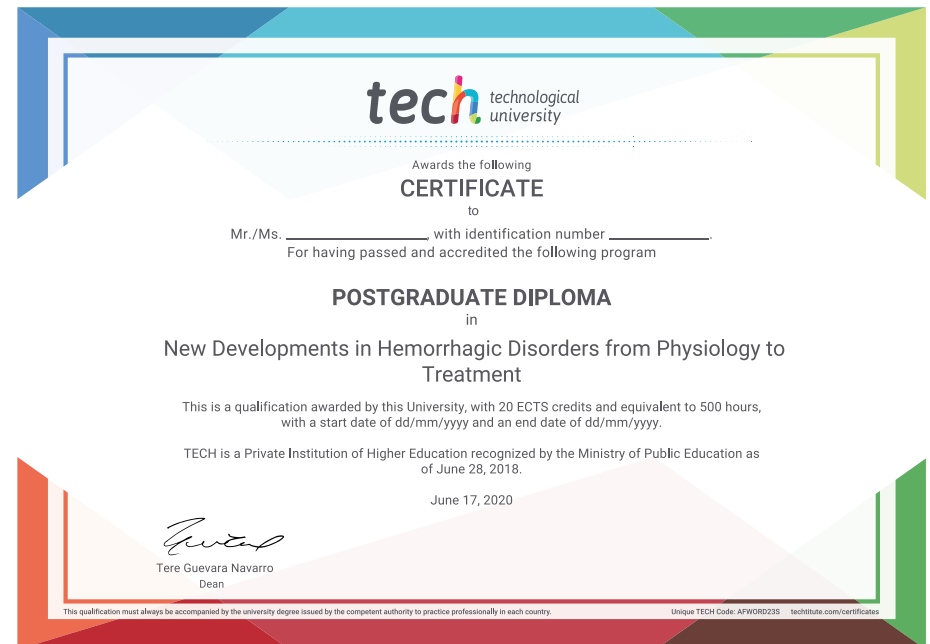 tech technological
university
Awards the following
CERTIFICATE
to
Mr./Ms. ____________________, with identification number ______________.
For having passed and accredited the following program
POSTGRADUATE DIPLOMA
in
New Developments in Hemorrhagic Disorders from Physiology to
Treatment
This is a qualification awarded by this University, with 20 ECTS credits and equivalent to 500 hours,
with a start date of dd/mm/yyyy and an end date of dd/mm/yyyy.
TECH is a Private Institution of Higher Education recognized by the Ministry of Public Education as
of June 28, 2018.
June 17, 2020
Tere Guevara Navarro
Dean
This qualification must always be accompanied by the university degree issued by the competent authority to practice professionally in each country. Unique TECH Code: AFWORD23S techtitute.com/certificates